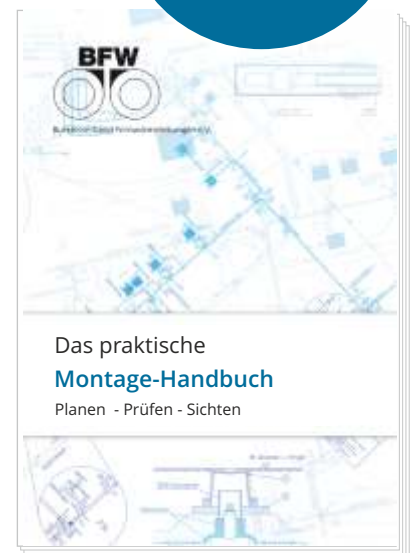 BFW
Das praktische
Montage-Handbuch
Planen - Prüfen - Sichten